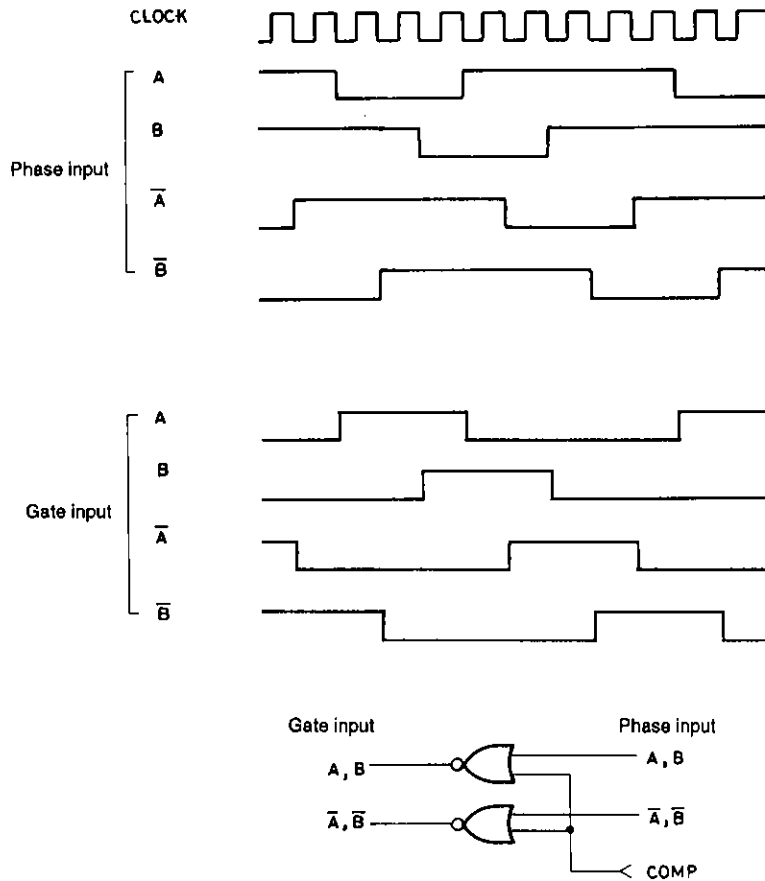 CLOCK
A
B
Phase input
A̅
B̅
A
B
Gate input
A̅
B̅
Gate input
Phase input
A, B
A, B
A̅, B̅
A̅, B̅
COMP